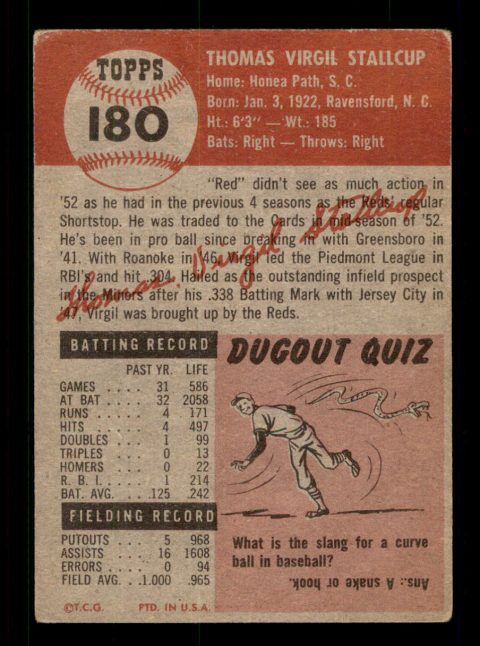 TOPPS
180
THOMAS VIRGIL STALLCUP
Home: Honea Path, S. C.
Born: Jan. 3, 1922, Ravensford, N. C.
Ht.: 6'3" — Wt.: 185
Bats: Right — Throws: Right
"Red" didn't see as much action in
'52 as he had in the previous 4 seasons as the Reds' regular
Shortstop. He was traded to the Cards in mid-season of '52.
He's been in pro ball since breaking in with Greensboro in
'41. With Roanoke in '46, Virgil led the Piedmont League in
RBI's and hit .304. Hailed as the outstanding infield prospect
in the Minors after his .338 Batting Mark with Jersey City in
'47, Virgil was brought up by the Reds.
Thomas Virgil Stallcup
BATTING RECORD
PAST YR. LIFE
GAMES .... 31 586
AT BAT .... 32 2058
RUNS ..... 4 171
HITS ..... 4 497
DOUBLES ... 1 99
TRIPLES .... 0 13
HOMERS ... 0 22
R. B. I. .... 1 214
BAT. AVG. ... .125 .242
FIELDING RECORD
PUTOUTS ... 5 968
ASSISTS .... 16 1608
ERRORS .... 0 94
FIELD AVG. ...1.000 .965
©T.C.G. PTD. IN U.S.A.
DUGOUT QUIZ
What is the slang for a curve
ball in baseball?
Ans.: A snake or hook.